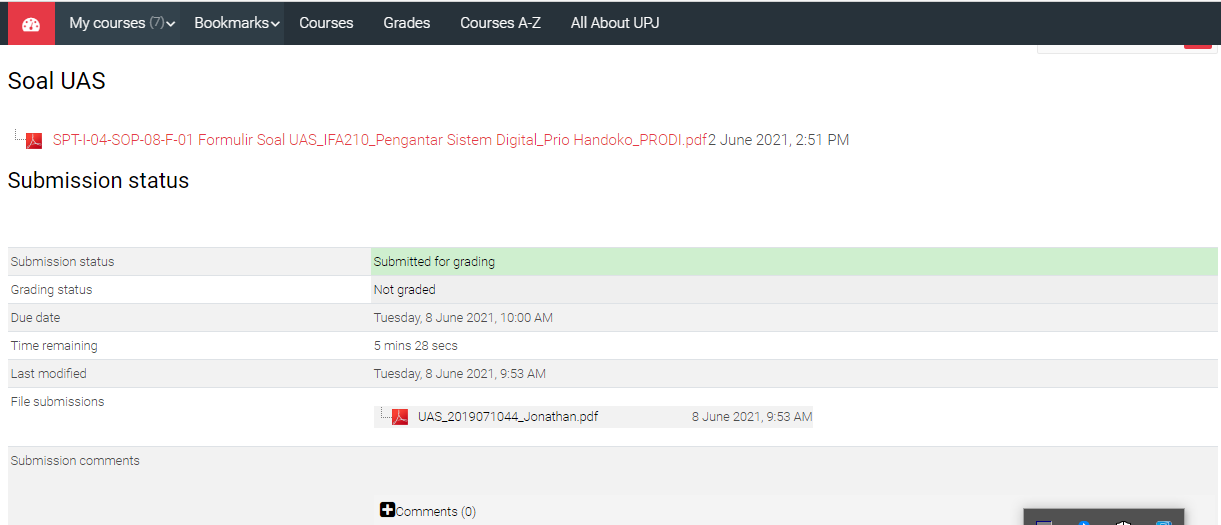 My courses (7) Bookmarks Courses Grades Courses A-Z All About UPJ
Soal UAS
SPT-I-04-SOP-08-F-01 Formulir Soal UAS_IFA210_Pengantar Sistem Digital_Prio Handoko_PRODI.pdf2 June 2021, 2:51 PM
Submission status
Submission status Submitted for grading
Grading status Not graded
Due date Tuesday, 8 June 2021, 10:00 AM
Time remaining 5 mins 28 secs
Last modified Tuesday, 8 June 2021, 9:53 AM
File submissions
UAS_2019071044_Jonathan.pdf 8 June 2021, 9:53 AM
Submission comments
Comments (0)